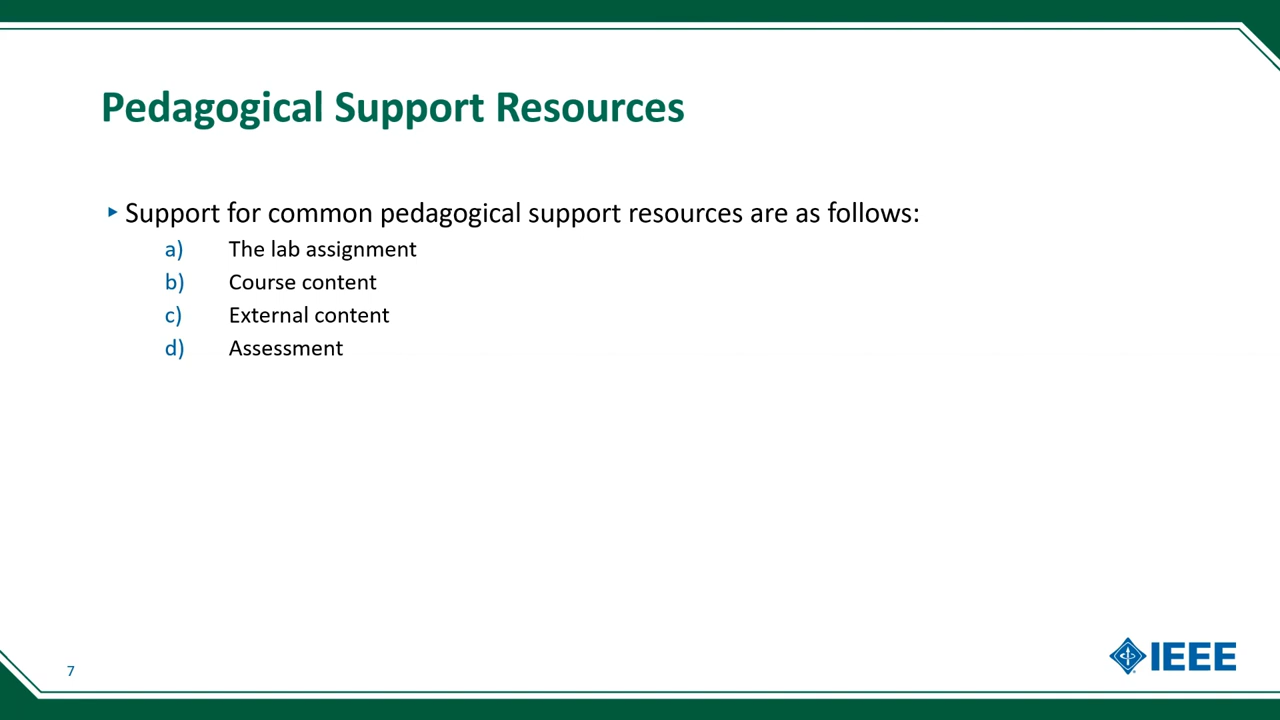 Pedagogical Support Resources
▸ Support for common pedagogical support resources are as follows:
a) The lab assignment
b) Course content
c) External content
d) Assessment
7
IEEE